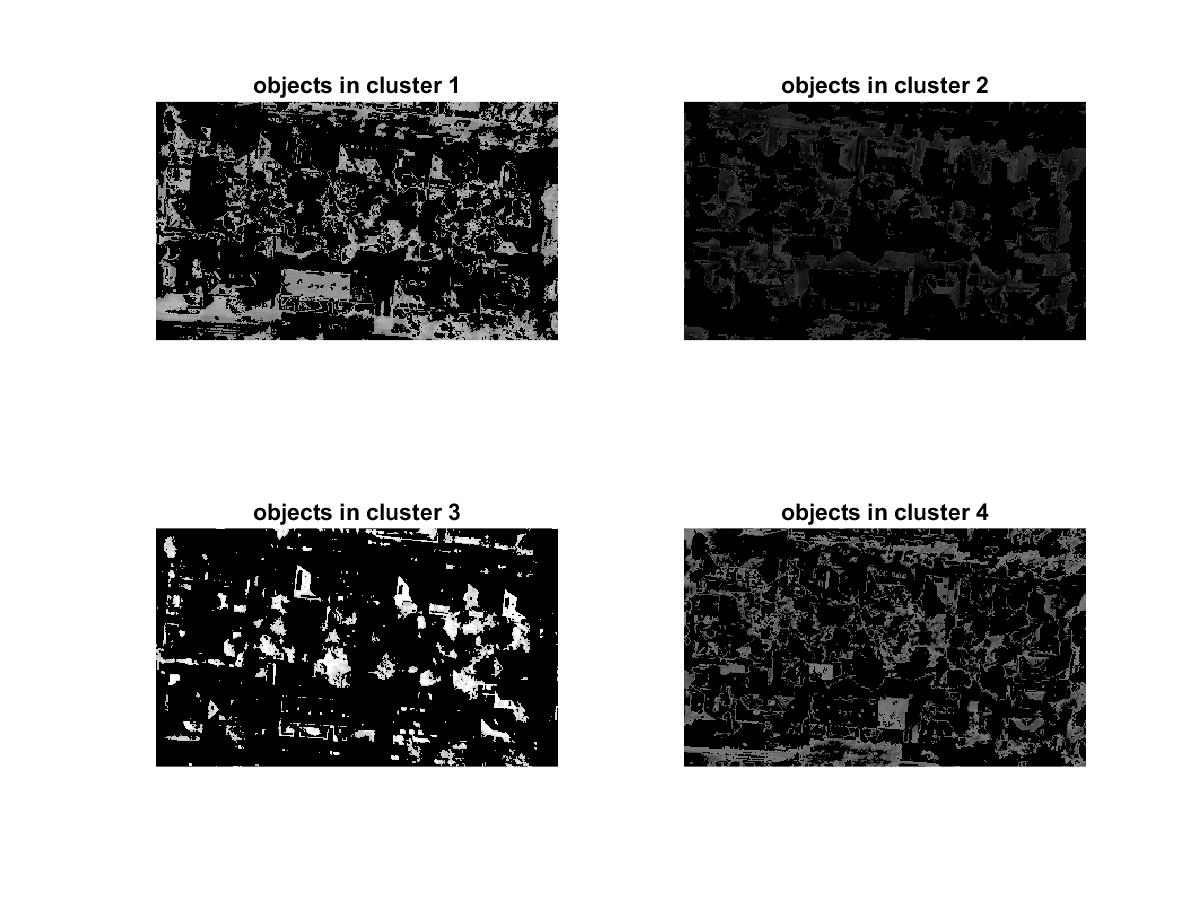 objects in cluster 1
objects in cluster 2
objects in cluster 3
objects in cluster 4